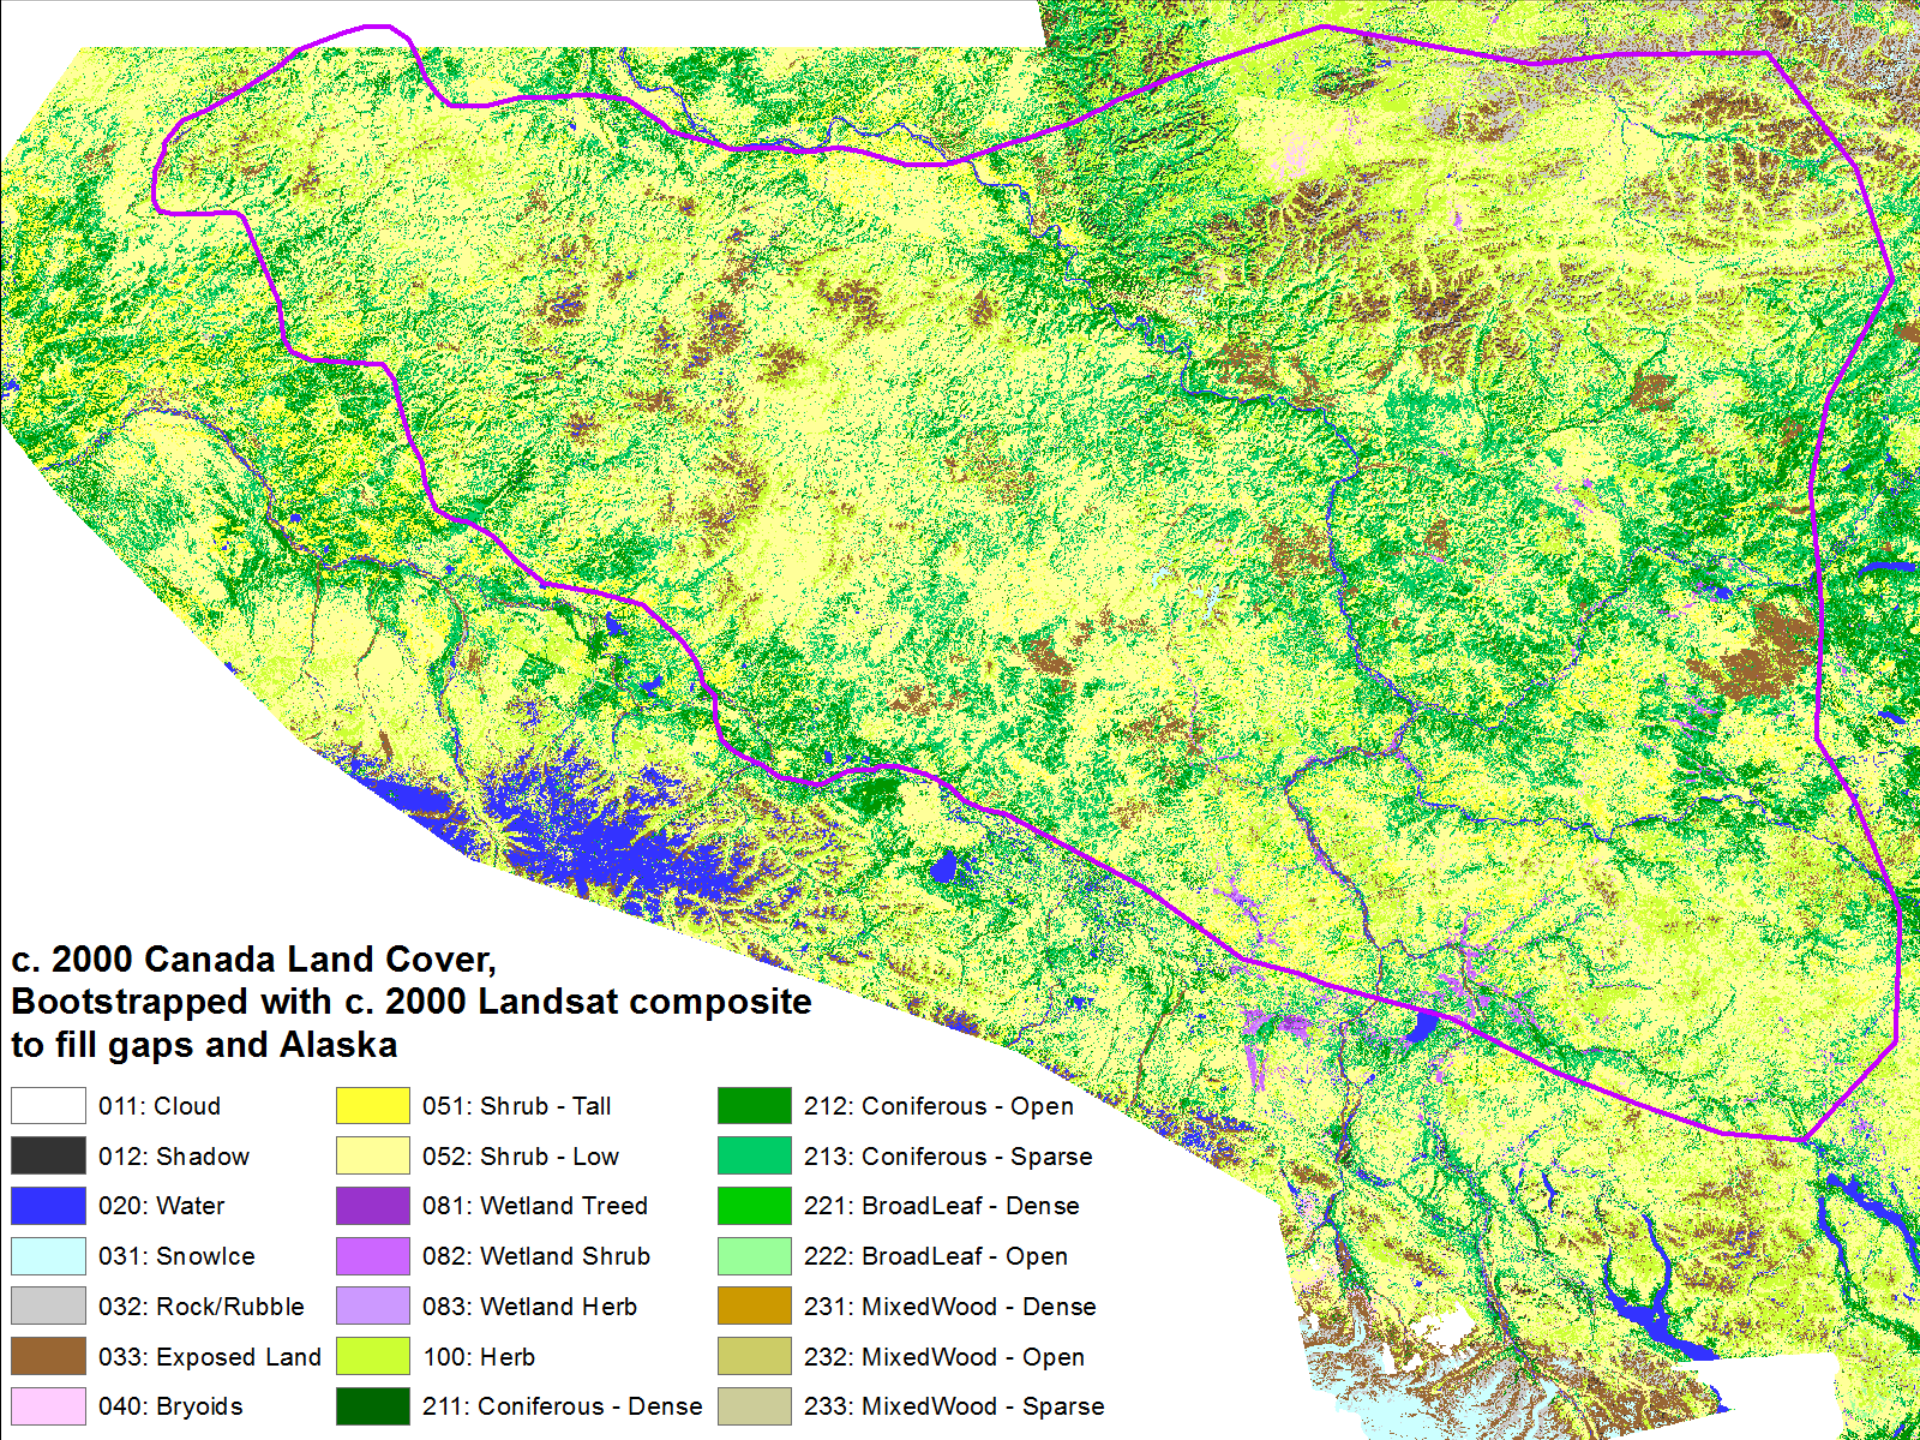 c. 2000 Canada Land Cover,
Bootstrapped with c. 2000 Landsat composite
to fill gaps and Alaska
011: Cloud
012: Shadow
020: Water
031: SnowIce
032: Rock/Rubble
033: Exposed Land
040: Bryoids
051: Shrub - Tall
052: Shrub - Low
081: Wetland Treed
082: Wetland Shrub
083: Wetland Herb
100: Herb
211: Coniferous - Dense
212: Coniferous - Open
213: Coniferous - Sparse
221: BroadLeaf - Dense
222: BroadLeaf - Open
231: MixedWood - Dense
232: MixedWood - Open
233: MixedWood - Sparse